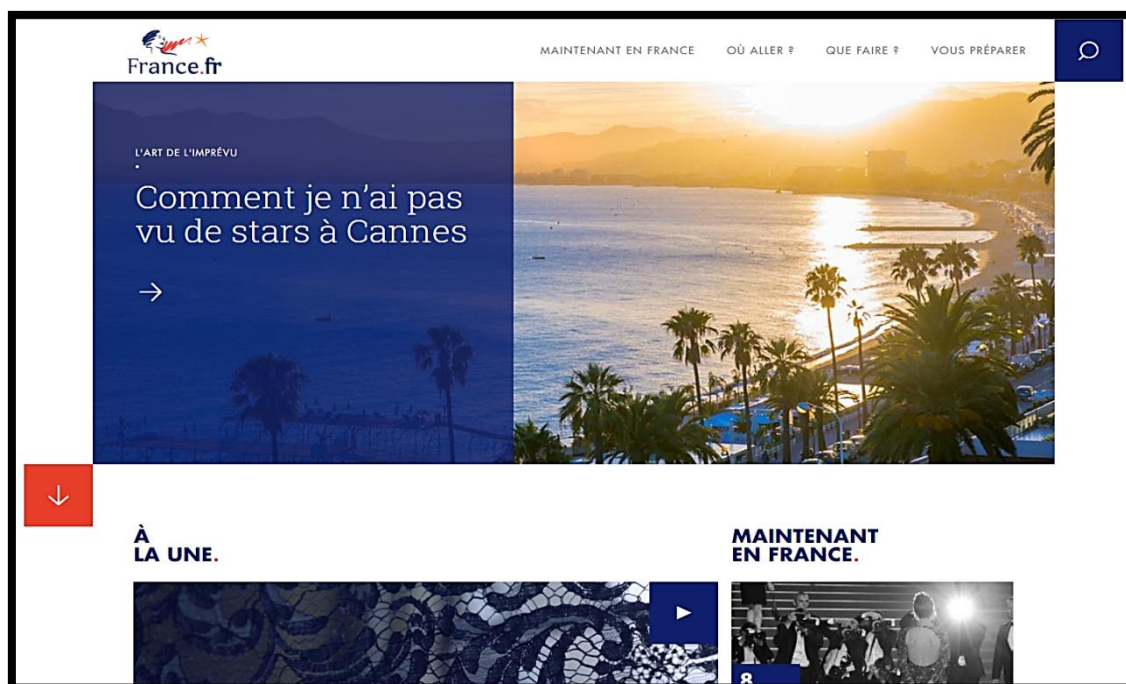 France.fr
MAINTENANT EN FRANCE OÙ ALLER ? QUE FAIRE ? VOUS PRÉPARER
L'ART DE L'IMPRÉVU
Comment je n'ai pas
vu de stars à Cannes
À
LA UNE.
MAINTENANT
EN FRANCE.
8